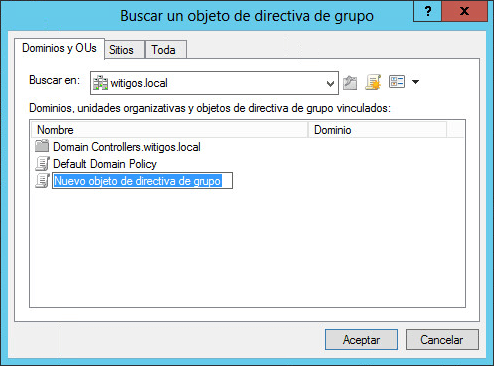 Buscar un objeto de directiva de grupo
?
x
Dominios y OUs Sitios Toda
Buscar en: witigos.local
Dominios, unidades organizativas y objetos de directiva de grupo vinculados:
Nombre Dominio
Domain Controllers.witigos.local
Default Domain Policy
Nuevo objeto de directiva de grupo
Aceptar Cancelar